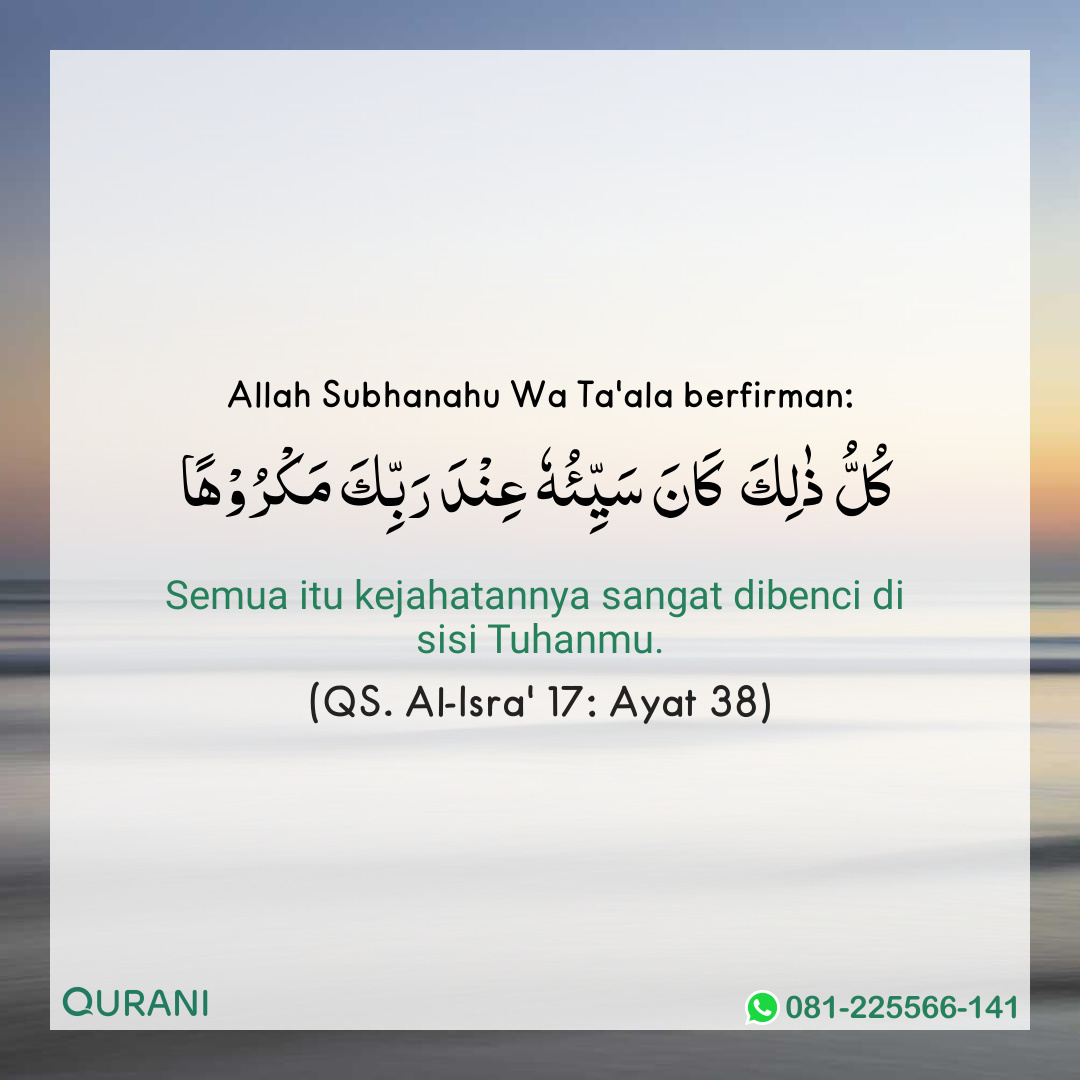 Allah Subhanahu Wa Ta'ala berfirman:
كُلُّ ذٰلِكَ كَانَ سَيِّئُهٗ عِنْدَ رَبِّكَ مَكْرُوْهًا
Semua itu kejahatannya sangat dibenci di
sisi Tuhanmu.
(QS. Al-Isra' 17: Ayat 38)
QURANI
081-225566-141